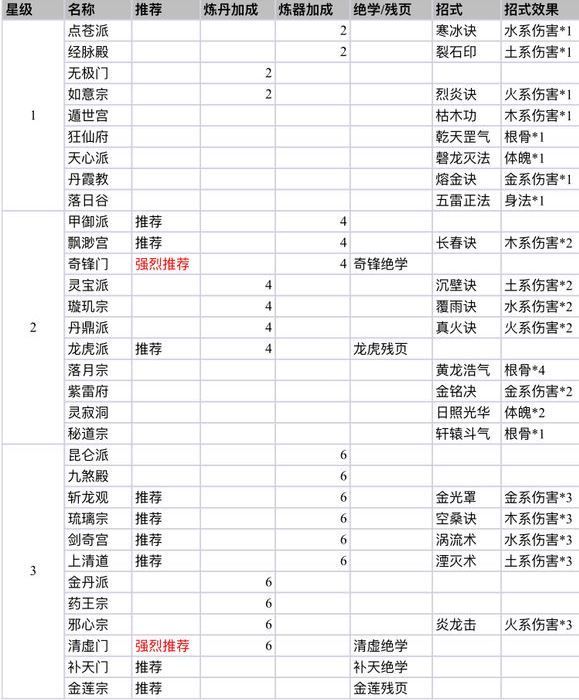 星级 名称 推荐 炼丹加成 炼器加成 绝学/残页 招式 招式效果
点苍派 2 寒冰诀 水系伤害*1
经脉殿 2 裂石印 土系伤害*1
无极门 2
如意宗 2 烈炎诀 火系伤害*1
1 遁世宫 枯木功 木系伤害*1
狂仙府 乾天罡气 根骨*1
天心派 磬龙灭法 体魄*1
丹霞教 熔金诀 金系伤害*1
落日谷 五雷正法 身法*1
甲御派 推荐 4
飘渺宫 推荐 4 长春诀 木系伤害*2
奇锋门 强烈推荐 4 奇锋绝学
灵宝派 4 沉壁诀 土系伤害*2
璇玑宗 4 覆雨诀 水系伤害*2
2 丹鼎派 4 真火诀 火系伤害*2
龙虎派 推荐 4 龙虎残页
落月宗 黄龙浩气 根骨*4
紫雷府 金铭决 金系伤害*2
灵寂洞 日照光华 体魄*2
秘道宗 轩辕斗气 根骨*1
昆仑派 6
九煞殿 6
斩龙观 推荐 6 金光罩 金系伤害*3
琉璃宗 推荐 6 空桑诀 木系伤害*3
剑奇宫 推荐 6 涡流术 水系伤害*3
上清道 推荐 6 湮灭术 土系伤害*3
3 金丹派 6
药王宗 6
邪心宗 6 炎龙击 火系伤害*3
清虚门 强烈推荐 6 清虚绝学
补天门 推荐 补天绝学
金莲宗 推荐 金莲残页